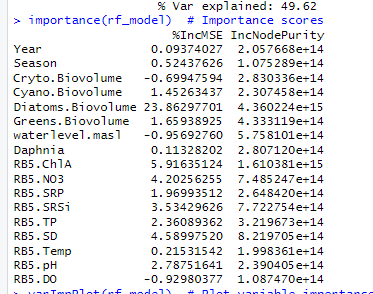 % Var explained: 49.62
> importance(rf_model)  # Importance scores
%IncMSE IncNodePurity
Year 0.09374027 2.057668e+14
Season 0.52437626 1.075289e+14
Cryto.Biovolume -0.69947594 2.830336e+14
Cyano.Biovolume 1.45263437 2.307458e+14
Diatoms.Biovolume 23.86297701 4.360224e+15
Greens.Biovolume 1.65938925 4.333119e+14
waterlevel.masl -0.95692760 5.758101e+14
Daphnia 0.11328202 2.807120e+14
RB5.ChlA 5.91635124 1.610381e+15
RB5.NO3 4.20256255 7.485247e+14
RB5.SRP 1.96993512 2.648420e+14
RB5.SRSi 3.53429626 7.722754e+14
RB5.TP 2.36089362 3.219673e+14
RB5.SD 4.58997520 8.219705e+14
RB5.Temp 0.21531542 1.998361e+14
RB5.pH 2.78751641 2.390405e+14
RB5.DO -0.92980377 1.087470e+14
> varImpPlot(rf_model)  # Plot variable importance